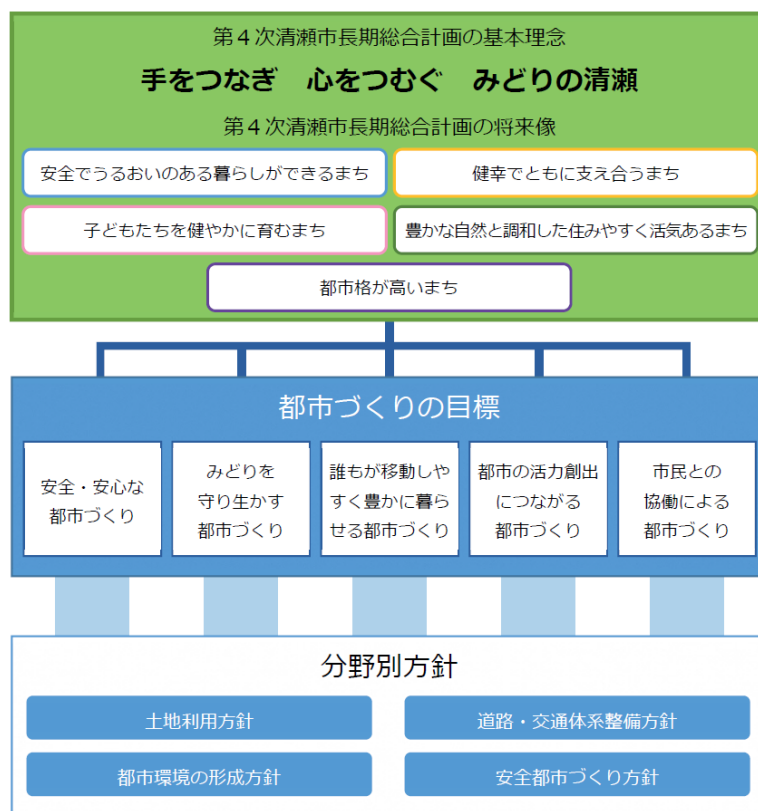 第４次清瀬市長期総合計画の基本理念
手をつなぎ　心をつむぐ　みどりの清瀬
第４次清瀬市長期総合計画の将来像
安全でうるおいのある暮らしができるまち
健幸でともに支え合うまち
子どもたちを健やかに育むまち
豊かな自然と調和した住みやすく活気あるまち
都市格が高いまち
都市づくりの目標
安全・安心な
都市づくり
みどりを
守り生かす
都市づくり
誰もが移動しや
すく豊かに暮ら
せる都市づくり
都市の活力創出
につながる
都市づくり
市民との
協働による
都市づくり
分野別方針
土地利用方針
道路・交通体系整備方針
都市環境の形成方針
安全都市づくり方針